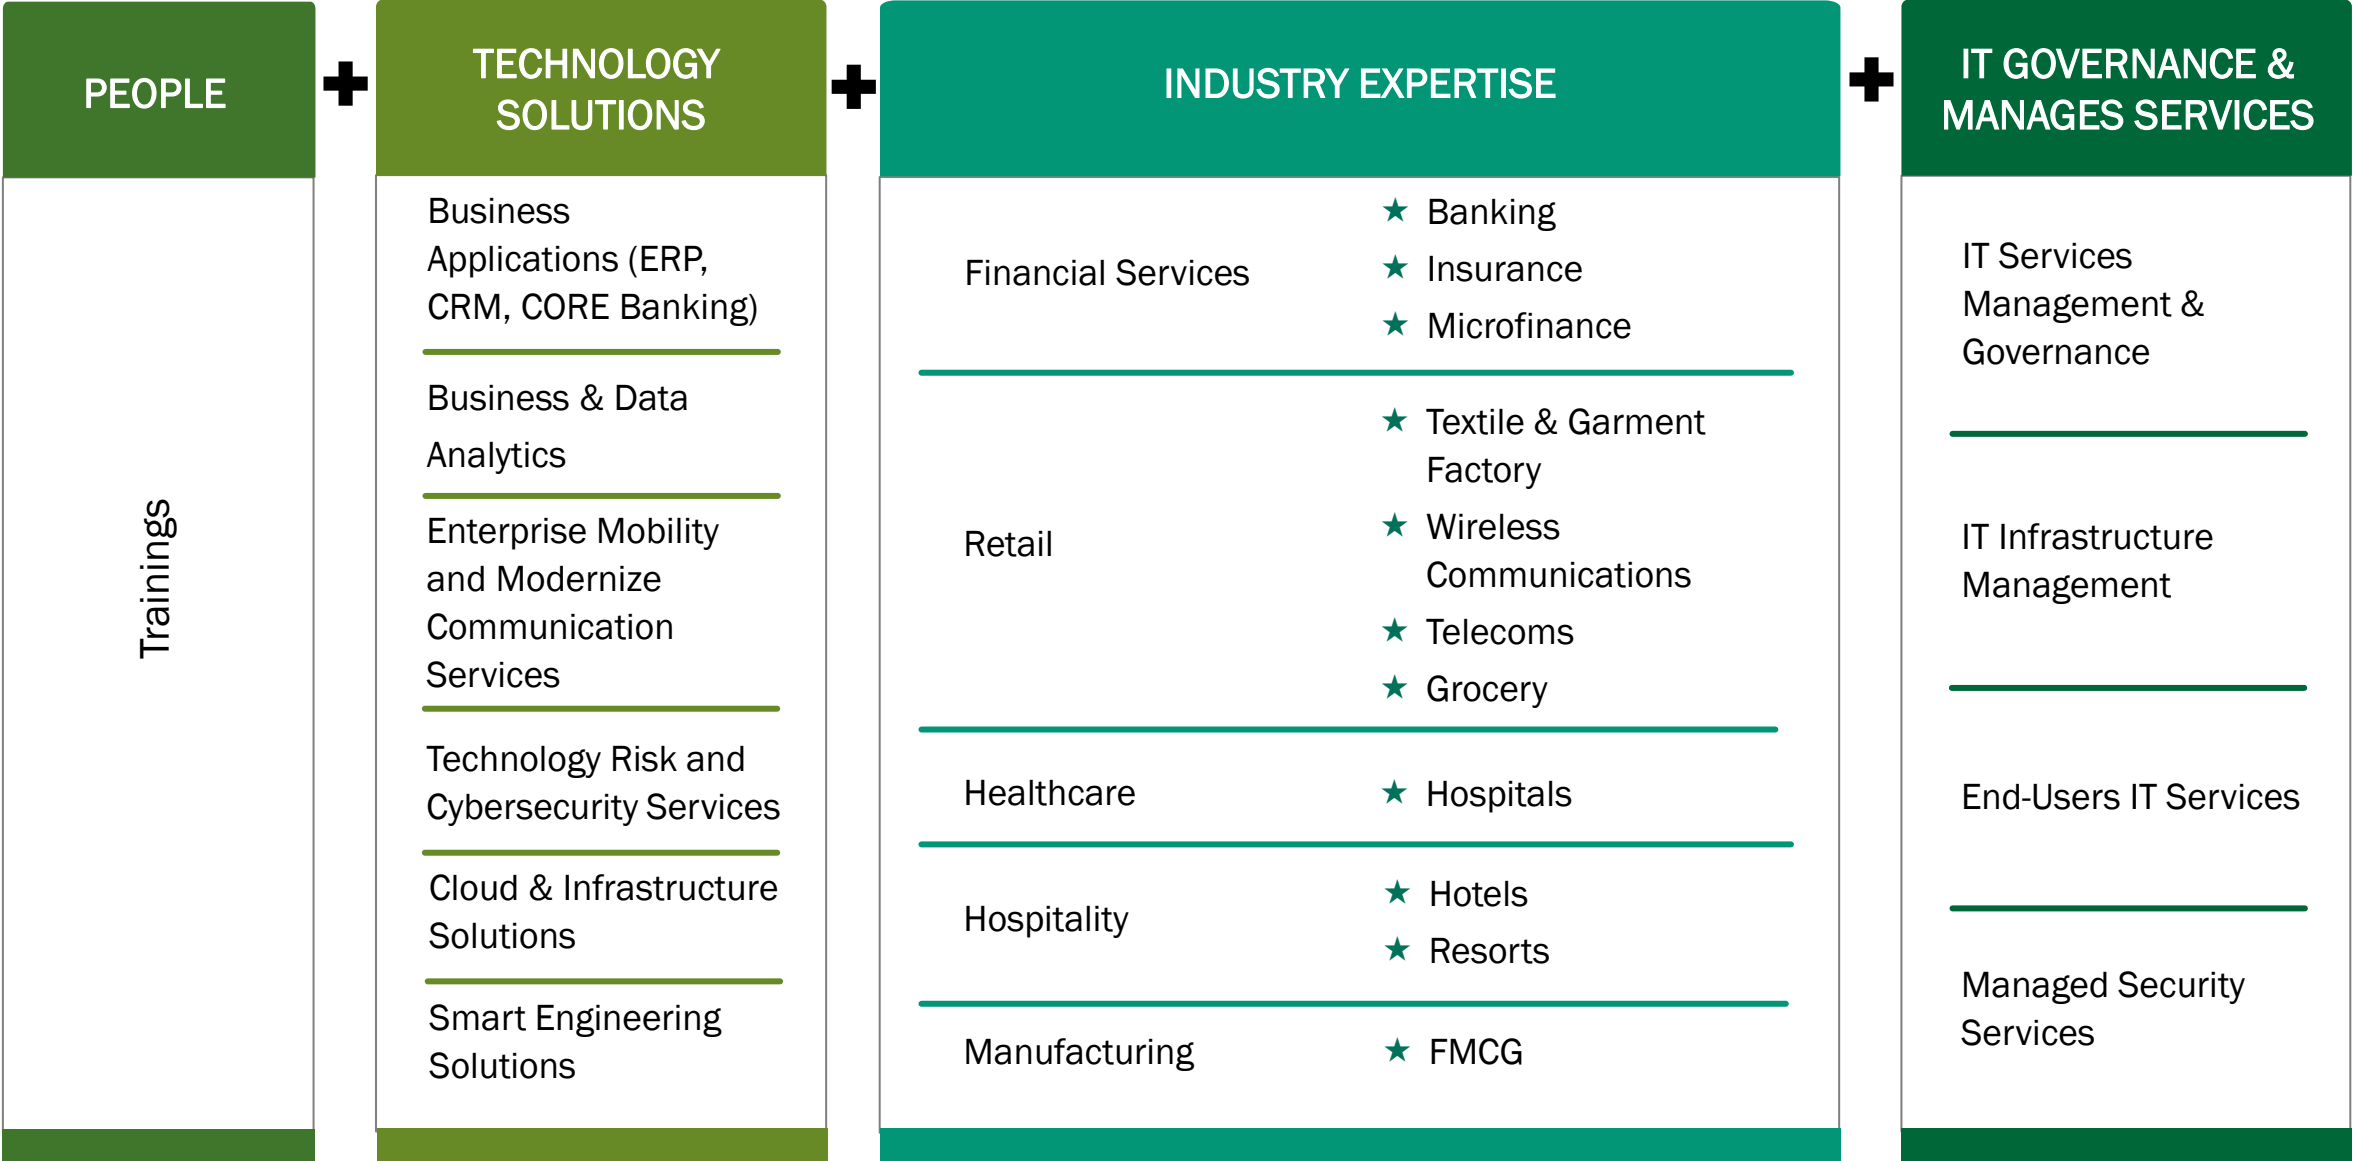 PEOPLE
Trainings
TECHNOLOGY
SOLUTIONS
Business
Applications (ERP,
CRM, CORE Banking)
Business & Data
Analytics
Enterprise Mobility
and Modernize
Communication
Services
Technology Risk and
Cybersecurity Services
Cloud & Infrastructure
Solutions
Smart Engineering
Solutions
INDUSTRY EXPERTISE
Financial Services
★ Banking
★ Insurance
★ Microfinance
Retail
★ Textile & Garment
Factory
★ Wireless
Communications
★ Telecoms
★ Grocery
Healthcare
★ Hospitals
Hospitality
★ Hotels
★ Resorts
Manufacturing
★ FMCG
IT GOVERNANCE &
MANAGES SERVICES
IT Services
Management &
Governance
IT Infrastructure
Management
End-Users IT Services
Managed Security
Services